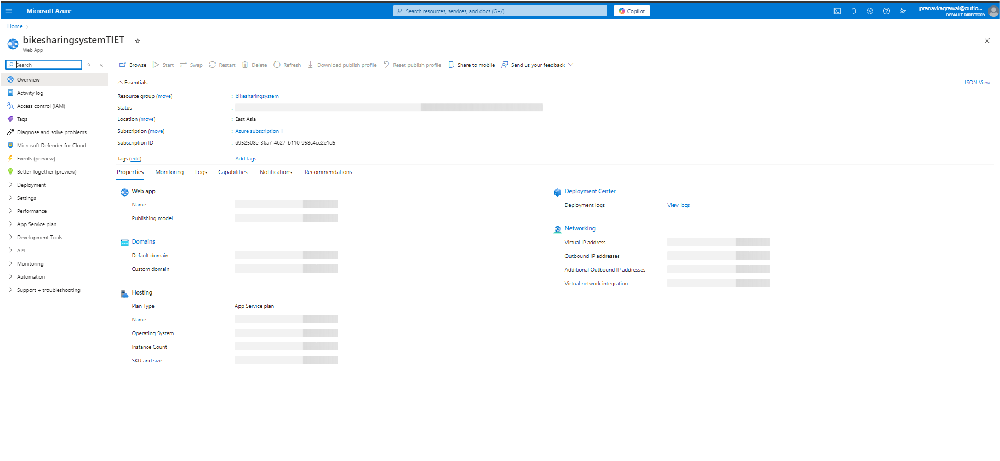 Microsoft Azure
Search resources, services, and docs (G+/)
Copilot
pranavkagrawal@outlo...
DEFAULT DIRECTORY
Home
bikesharingsystemTIET
Web App
Search
Browse Start Swap Restart Delete Refresh Download publish profile Reset publish profile Share to mobile Send us your feedback
Overview
Activity log
Access control (IAM)
Tags
Diagnose and solve problems
Microsoft Defender for Cloud
Events (preview)
Better Together (preview)
Deployment
Settings
Performance
App Service plan
Development Tools
API
Monitoring
Automation
Support + troubleshooting
Essentials
JSON View
Resource group (move) : bikesharingsystem
Status :
Location (move) : East Asia
Subscription (move) : Azure subscription 1
Subscription ID : d952508e-36a7-4627-b110-958c4ce2e1d5
Tags (edit) : Add tags
Properties Monitoring Logs Capabilities Notifications Recommendations
Web app
Name
Publishing model
Domains
Default domain
Custom domain
Hosting
Plan Type App Service plan
Name
Operating System
Instance Count
SKU and size
Deployment Center
Deployment logs View logs
Networking
Virtual IP address
Outbound IP addresses
Additional Outbound IP addresses
Virtual network integration